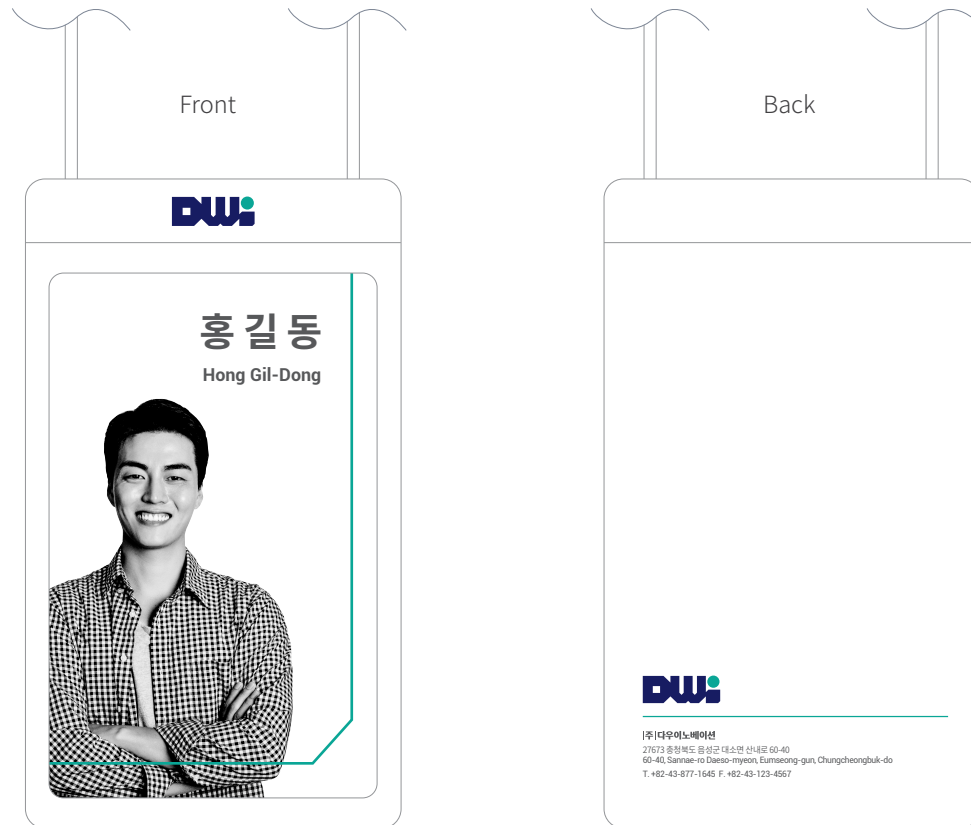 Front
DWi
홍길동
Hong Gil-Dong
Back
DWi
|주|다우이노베이션
27673 충청북도 음성군 대소면 산내로 60-40
60-40, Sannae-ro Daeso-myeon, Eumseong-gun, Chungcheongbuk-do
T. +82-43-877-1645 F. +82-43-123-4567